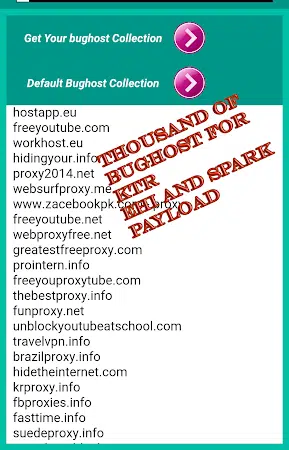 Get Your bughost Collection
Default Bughost Collection
hostapp.eu
freeyoutube.com
workhost.eu
hidingyour.info
proxy2014.net
websurfproxy.me
www.zacebookpk.com.prox
freeyoutube.net
webproxyfree.net
greatestfreeproxy.com
prointern.info
freeyouproxytube.com
thebestproxy.info
funproxy.net
unblockyoutubeatschool.com
travelvpn.info
brazilproxy.info
hidetheinternet.com
krproxy.info
fbproxies.info
fasttime.info
suedeproxy.info
THOUSAND OF
BUGHOST FOR
KTR
EHI AND SPARK
PAYLOAD